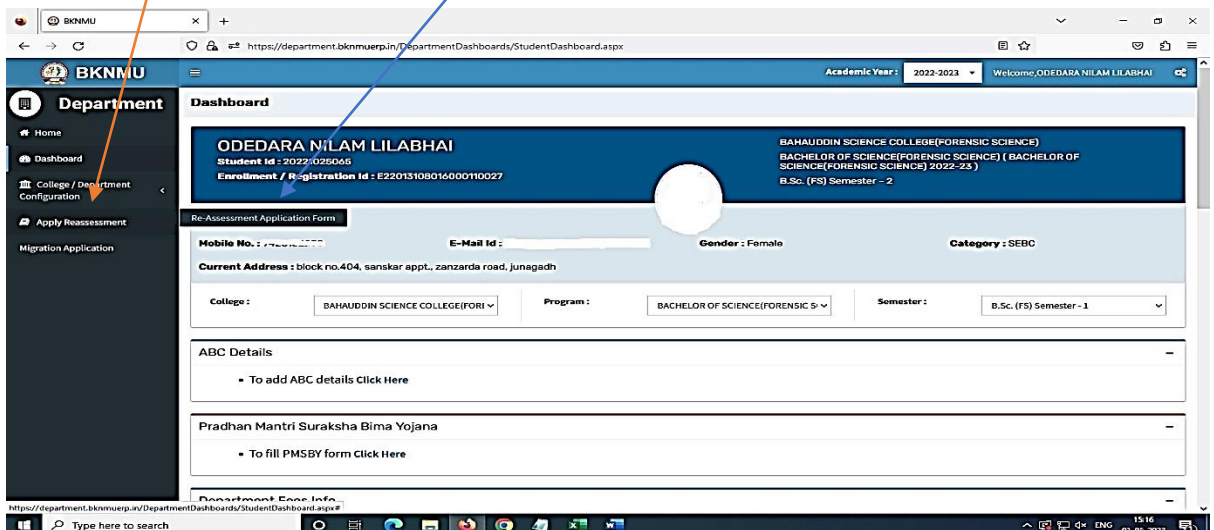 BKNMU
https://department.bknmuerp.in/DepartmentDashboards/StudentDashboard.aspx
BKNMU
Academic Year :
2022-2023
Welcome,ODEDARA NILAM LILABHAI
Department
Dashboard
Home
Dashboard
College / Department
Configuration
Apply Reassessment
Migration Application
ODEDARA NILAM LILABHAI
Student Id : 20221025065
Enrollment / Registration Id : E22013108016000110027
BAHAUDDIN SCIENCE COLLEGE(FORENSIC SCIENCE)
BACHELOR OF SCIENCE(FORENSIC SCIENCE) ( BACHELOR OF
SCIENCE(FORENSIC SCIENCE) 2022-23 )
B.Sc. (FS) Semester - 2
Re-Assessment Application Form
Mobile No. :
E-Mail Id :
Gender : Female
Category : SEBC
Current Address : block no.404, sanskar appt., zanzarda road, junagadh
College :
BAHAUDDIN SCIENCE COLLEGE(FORI
Program :
BACHELOR OF SCIENCE(FORENSIC S
Semester :
B.Sc. (FS) Semester - 1
ABC Details
To add ABC details Click Here
Pradhan Mantri Suraksha Bima Yojana
To fill PMSBY form Click Here
Department Fees Info
https://department.bknmuerp.in/DepartmentDashboards/StudentDashboard.aspx#
Type here to search
ENG
15:16